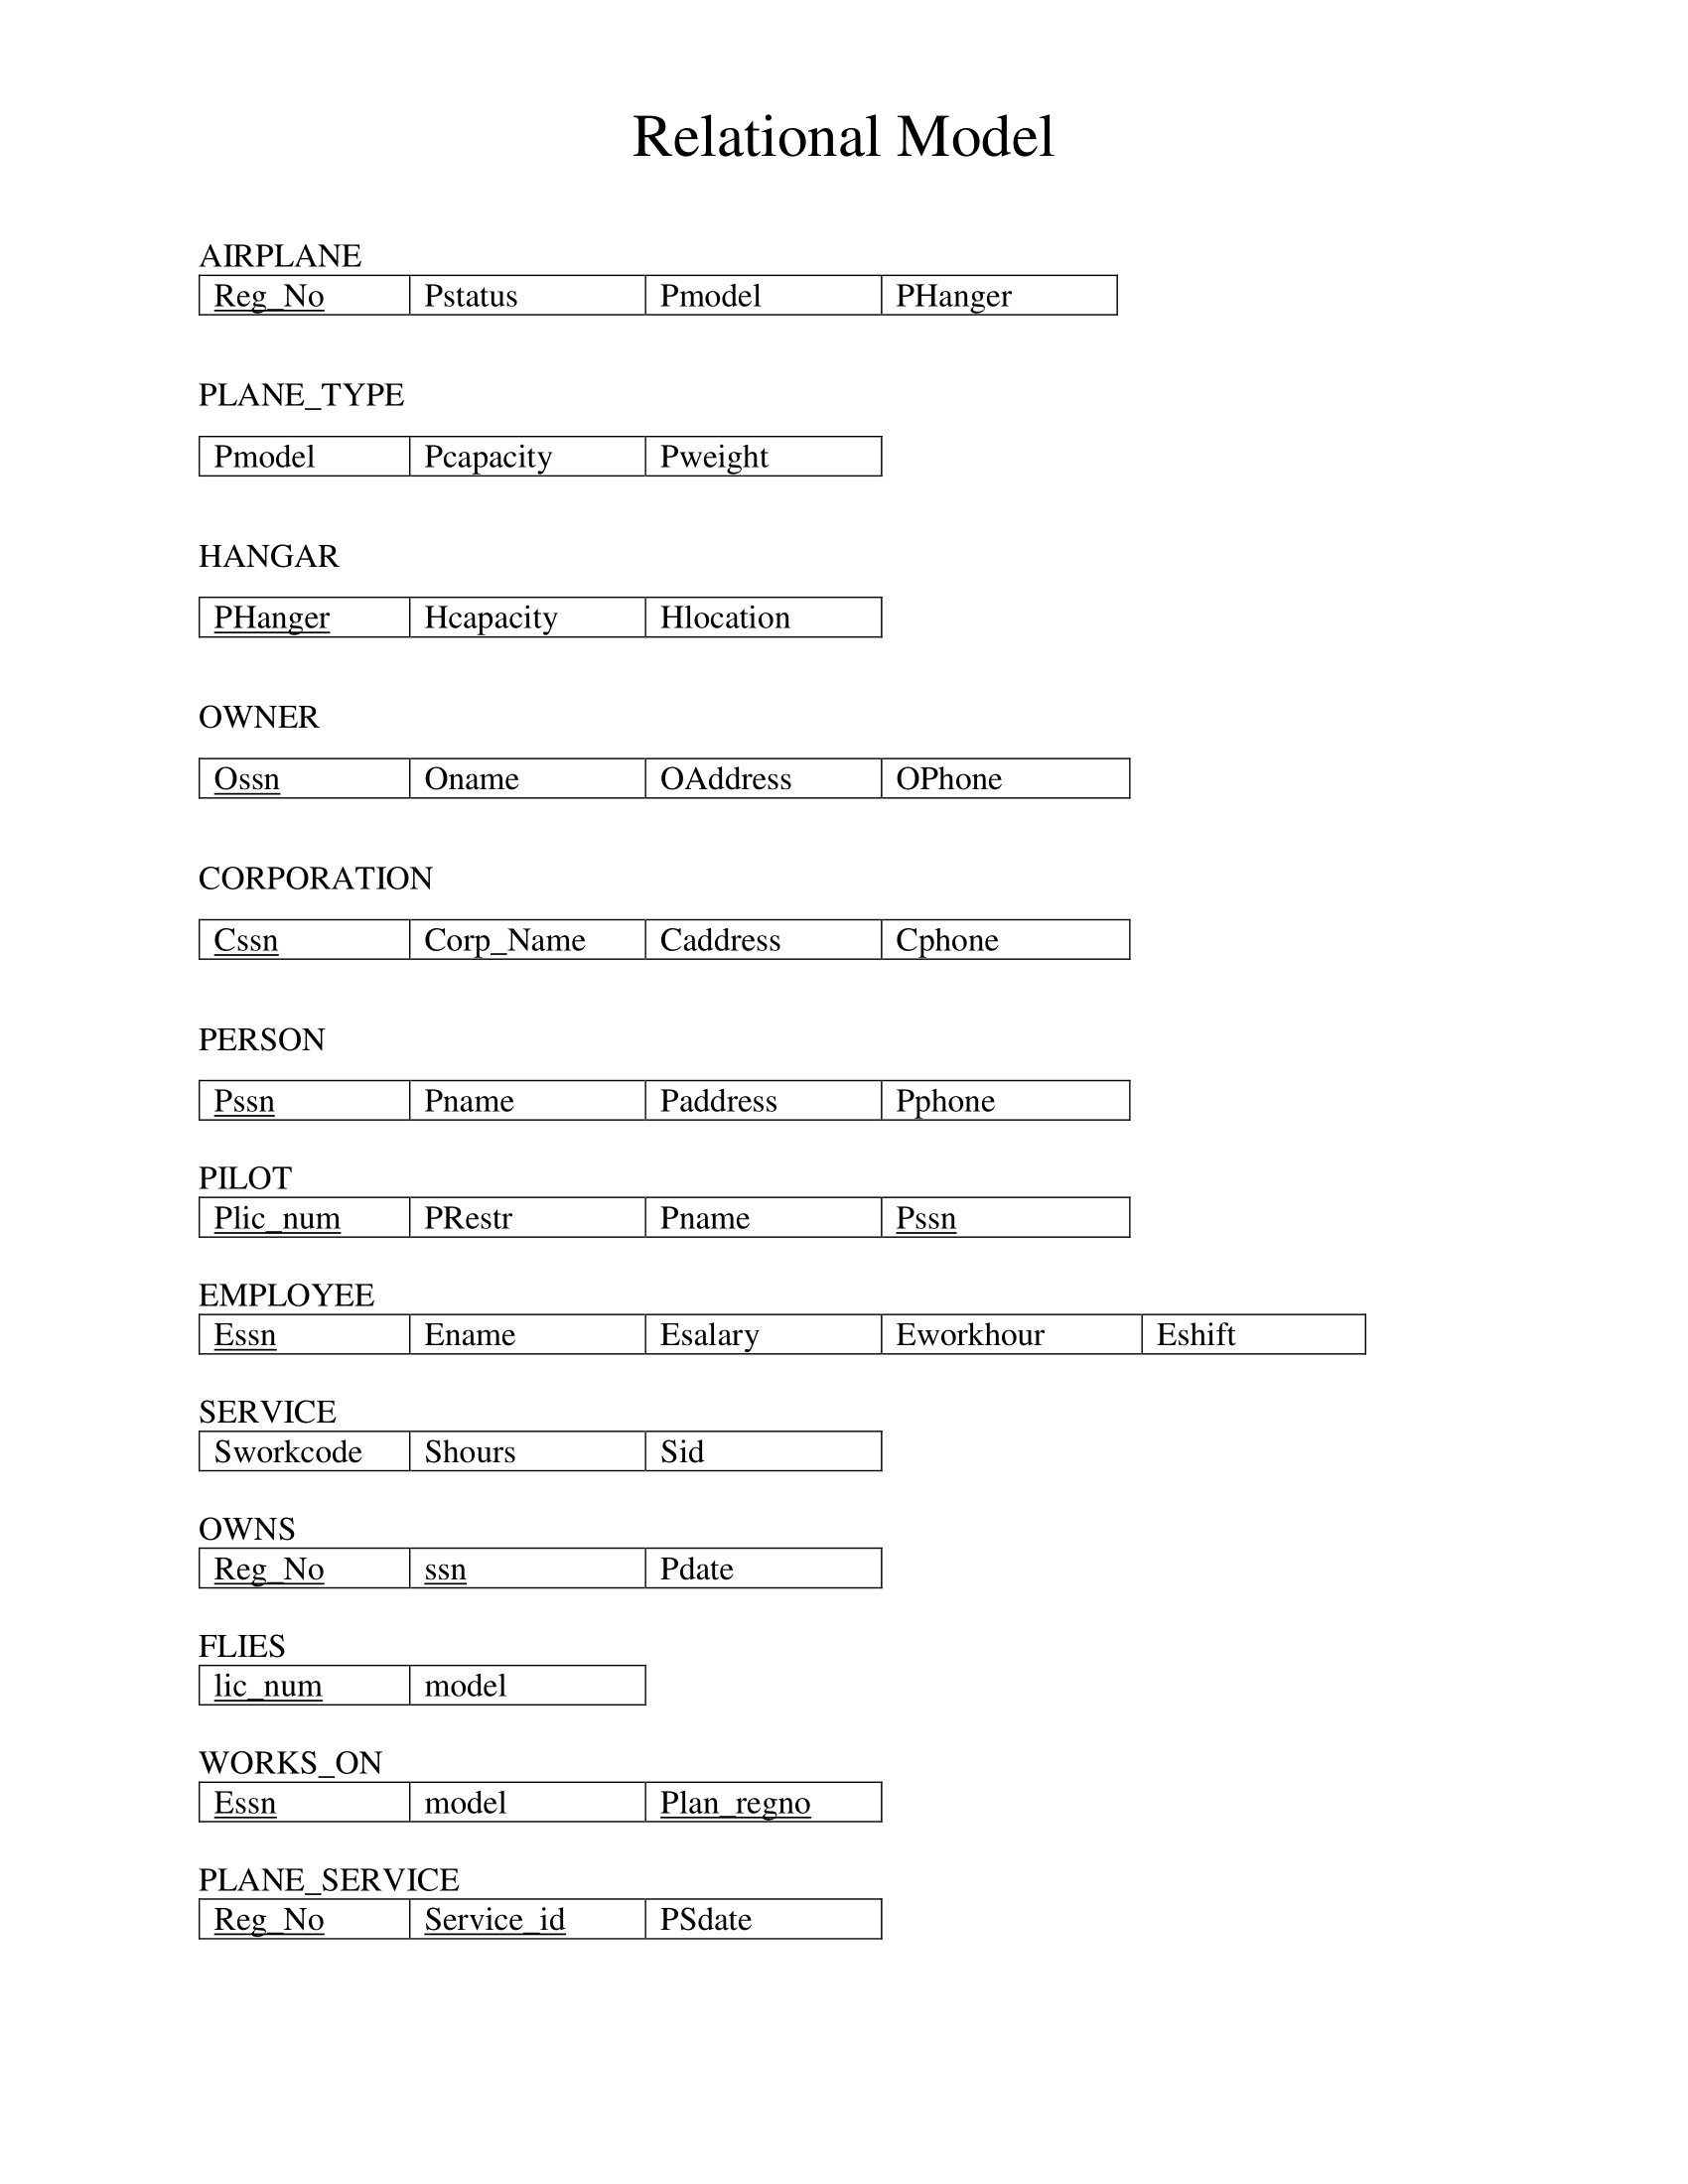 Relational Model
AIRPLANE
Reg_No Pstatus Pmodel PHanger
PLANE_TYPE
Pmodel Pcapacity Pweight
HANGAR
PHanger Hcapacity Hlocation
OWNER
Ossn Oname OAddress OPhone
CORPORATION
Cssn Corp_Name Caddress Cphone
PERSON
Pssn Pname Paddress Pphone
PILOT
Plic_num PRestr Pname Pssn
EMPLOYEE
Essn Ename Esalary Eworkhour Eshift
SERVICE
Sworkcode Shours Sid
OWNS
Reg_No ssn Pdate
FLIES
lic_num model
WORKS_ON
Essn model Plan_regno
PLANE_SERVICE
Reg_No Service_id PSdate